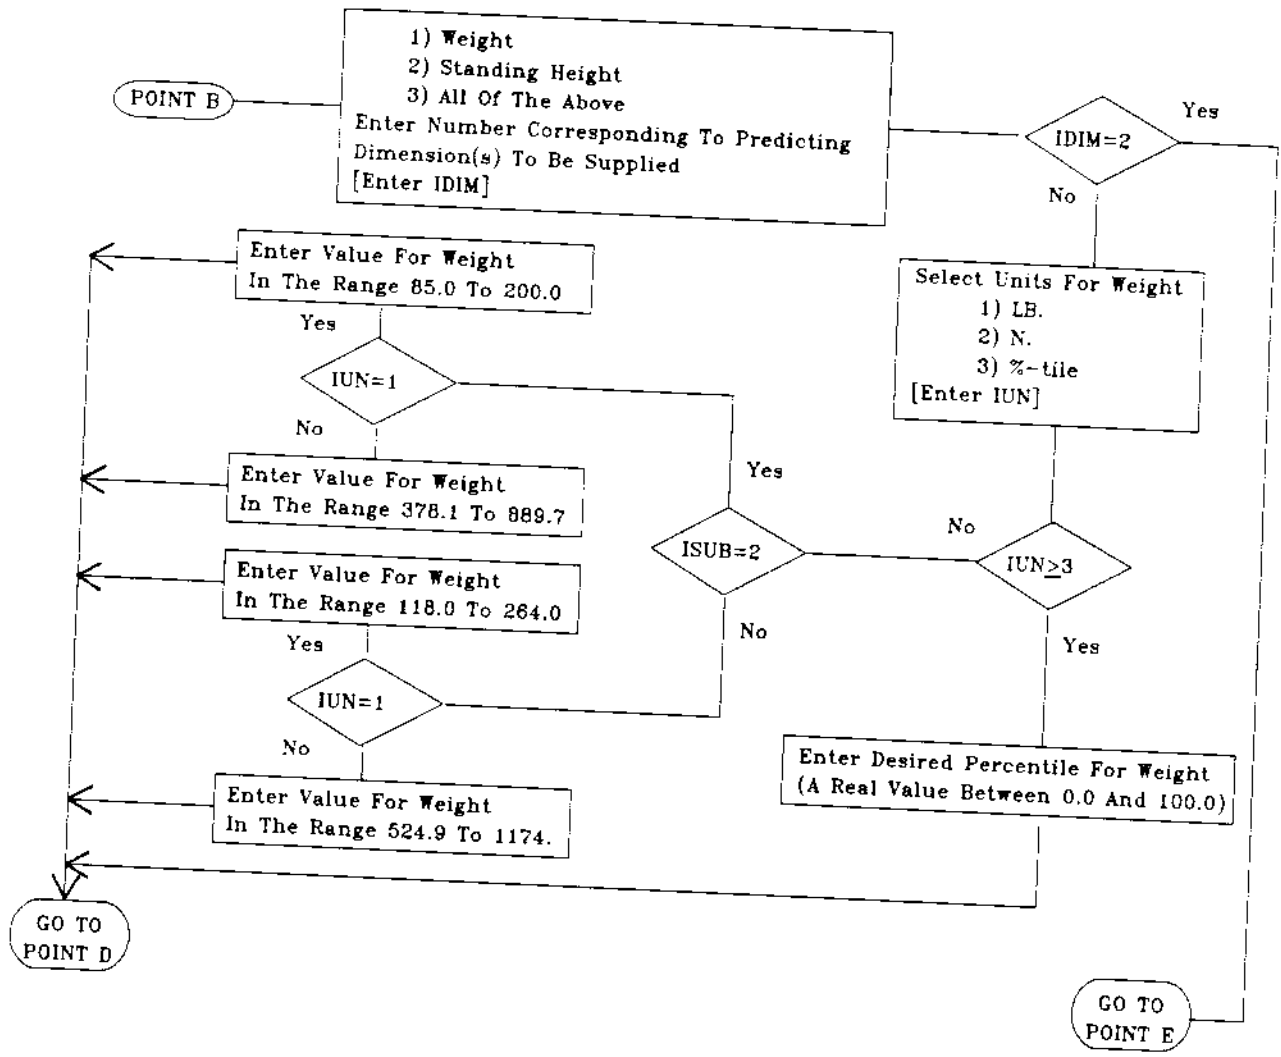 POINT B
1) Weight
2) Standing Height
3) All Of The Above
Enter Number Corresponding To Predicting
Dimension(s) To Be Supplied
[Enter IDIM]
IDIM=2
Yes
No
Select Units For Weight
1) LB.
2) N.
3) %-tile
[Enter IUN]
Enter Value For Weight
In The Range 85.0 To 200.0
Yes
IUN=1
No
Enter Value For Weight
In The Range 378.1 To 889.7
Yes
ISUB=2
No
No
IUN≥3
Yes
Enter Value For Weight
In The Range 118.0 To 264.0
Yes
IUN=1
No
Enter Value For Weight
In The Range 524.9 To 1174.
Enter Desired Percentile For Weight
(A Real Value Between 0.0 And 100.0)
GO TO
POINT D
GO TO
POINT E